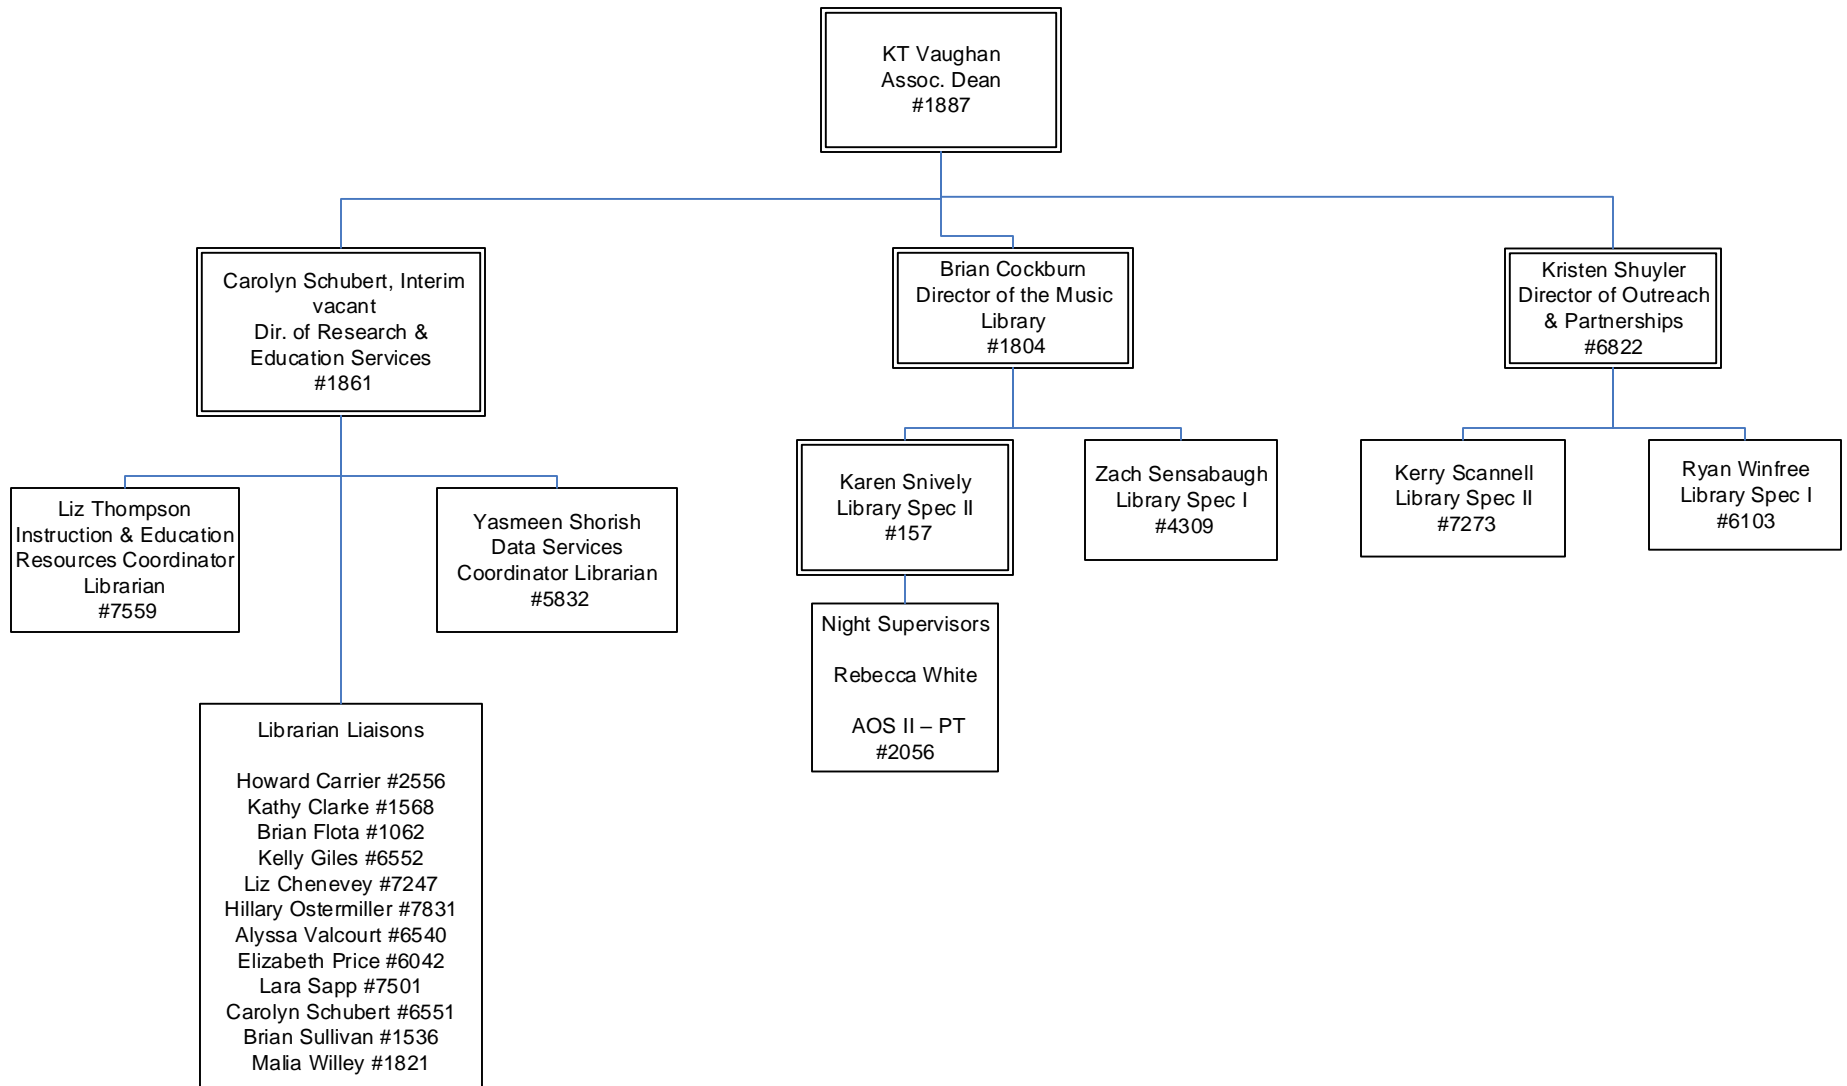 KT Vaughan
Assoc. Dean
#1887
Carolyn Schubert, Interim
vacant
Dir. of Research &
Education Services
#1861
Brian Cockburn
Director of the Music
Library
#1804
Kristen Shuyler
Director of Outreach
& Partnerships
#6822
Liz Thompson
Instruction & Education
Resources Coordinator
Librarian
#7559
Yasmeen Shorish
Data Services
Coordinator Librarian
#5832
Karen Snively
Library Spec II
#157
Zach Sensabaugh
Library Spec I
#4309
Kerry Scannell
Library Spec II
#7273
Ryan Winfree
Library Spec I
#6103
Night Supervisors
Rebecca White
AOS II – PT
#2056
Librarian Liaisons
Howard Carrier #2556
Kathy Clarke #1568
Brian Flota #1062
Kelly Giles #6552
Liz Chenevey #7247
Hillary Ostermiller #7831
Alyssa Valcourt #6540
Elizabeth Price #6042
Lara Sapp #7501
Carolyn Schubert #6551
Brian Sullivan #1536
Malia Willey #1821